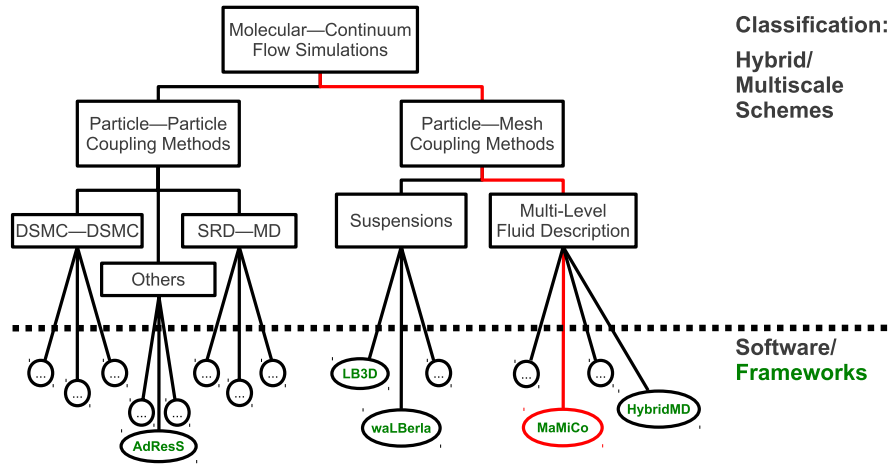 Molecular—Continuum
Flow Simulations
Classification:
Hybrid/
Multiscale
Schemes
Particle—Particle
Coupling Methods
Particle—Mesh
Coupling Methods
DSMC—DSMC
SRD—MD
Suspensions
Multi-Level
Fluid Description
Others
Software/
Frameworks
...
...
...
...
...
...
...
...
AdResS
LB3D
...
waLBerla
...
...
MaMiCo
HybridMD